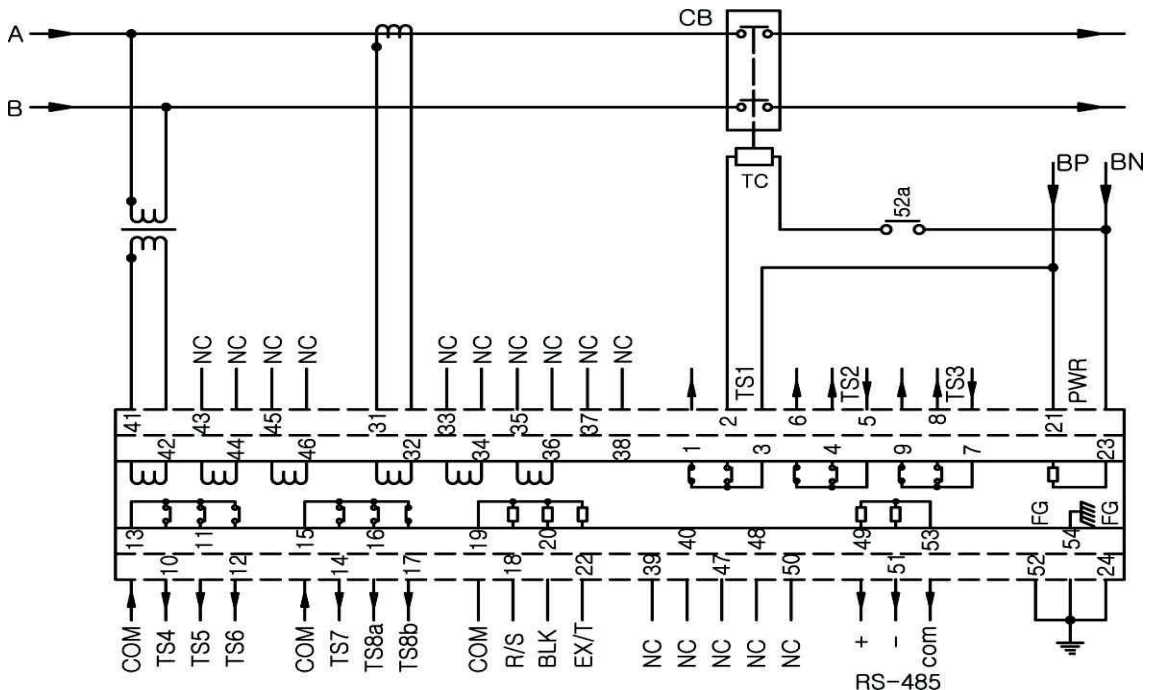 A
B
CB
TC
52a
BP
BN
NC
NC
NC
NC
NC
NC
NC
NC
NC
NC
TS1
TS2
TS3
PWR
41
42
43
44
45
46
31
32
33
34
35
36
37
38
1
2
3
6
4
5
9
8
7
21
23
13
10
11
12
15
14
16
17
19
18
20
22
39
40
47
48
50
49
51
53
FG
52
54
FG
24
COM
TS4
TS5
TS6
COM
TS7
TS8a
TS8b
COM
R/S
BLK
EX/T
NC
NC
NC
NC
NC
+
-
com
RS-485